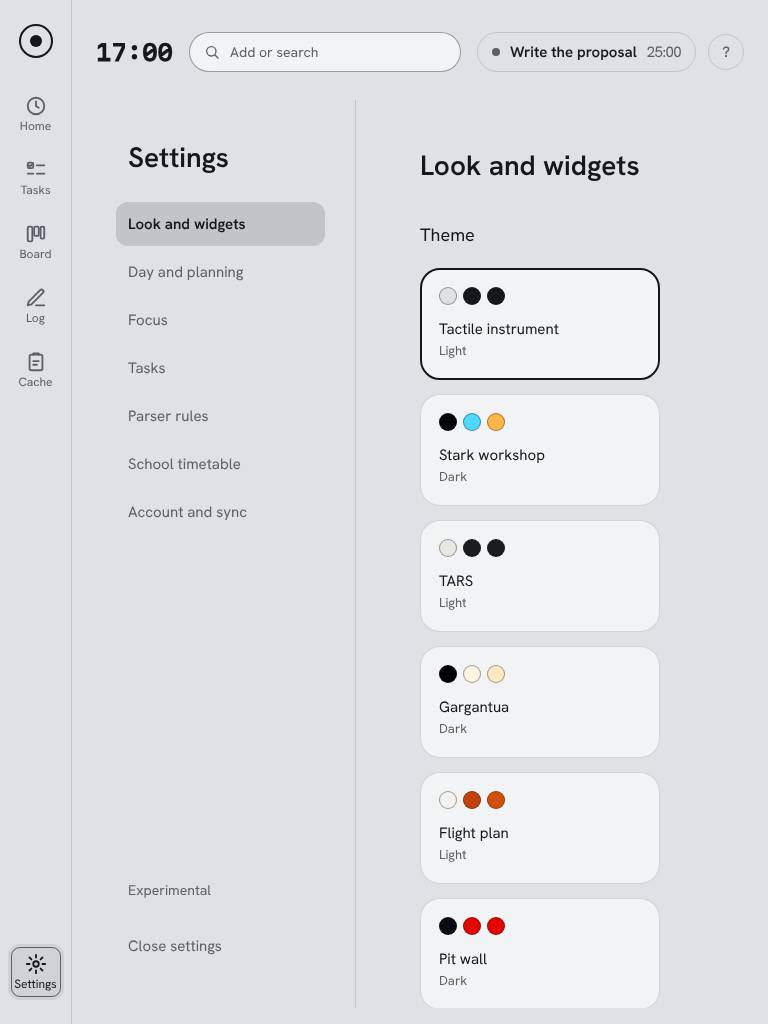 17:00
Add or search
Write the proposal 25:00
?
Home
Tasks
Board
Log
Cache
Settings
Settings
Look and widgets
Day and planning
Focus
Tasks
Parser rules
School timetable
Account and sync
Experimental
Close settings
Look and widgets
Theme
Tactile instrument
Light
Stark workshop
Dark
TARS
Light
Gargantua
Dark
Flight plan
Light
Pit wall
Dark